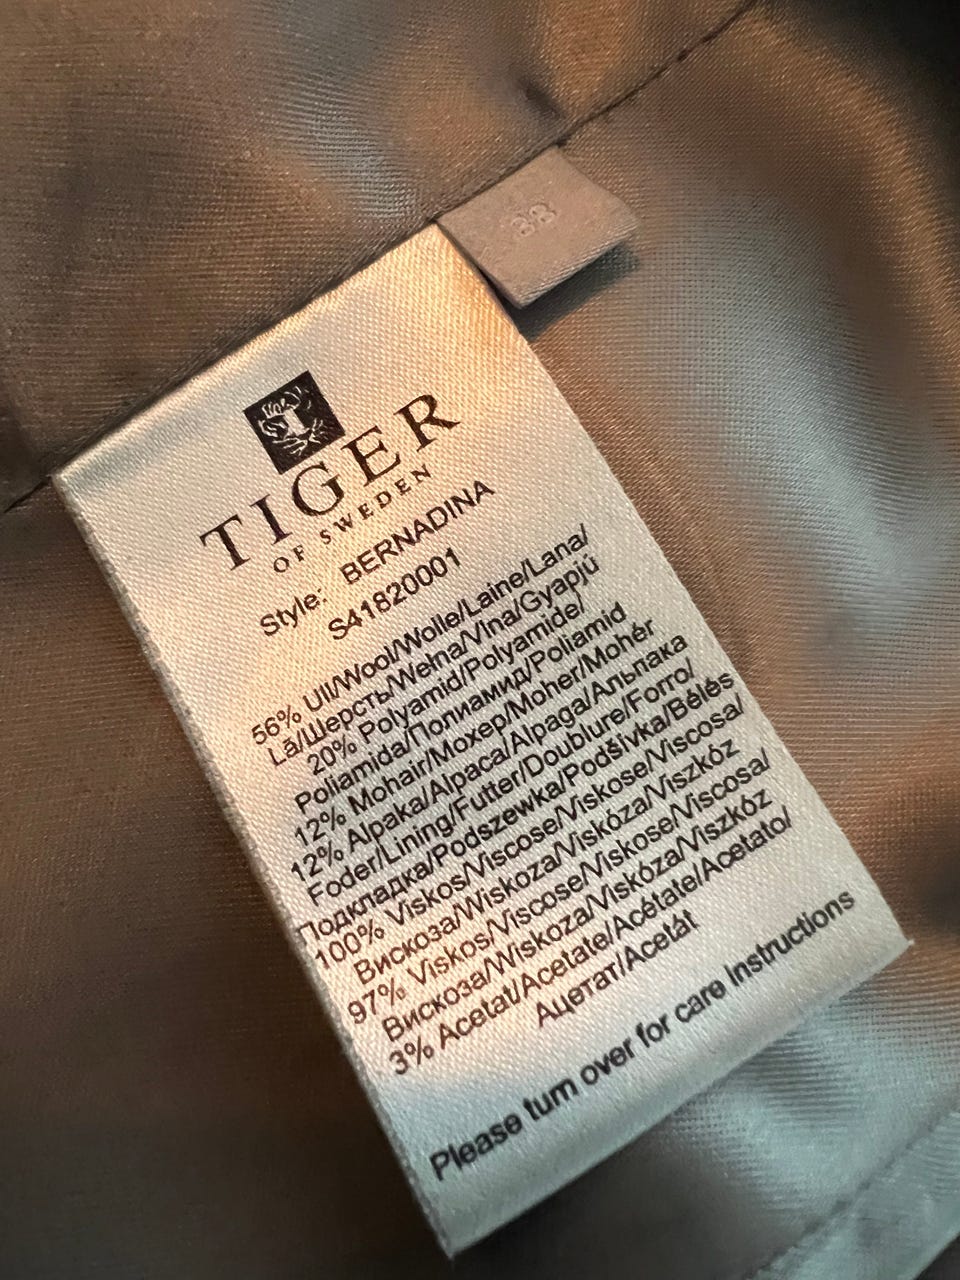 38
TIGER
OF SWEDEN
Style: BERNADINA
S41820001
56% Ull/Wool/Wolle/Laine/Lana/
Lã/Шерсть/Wełna/Vlna/Gyapjú
20% Polyamid/Polyamide/
Poliamida/Полиамид/Poliamid
12% Mohair/Мохер/Moher/Mohér
12% Alpaka/Alpaca/Alpaga/Альпака
Foder/Lining/Futter/Doublure/Forro/
Подкладка/Podszewka/Podšívka/Bélés
100% Viskos/Viscose/Viskose/Viscosa/
Вискоза/Wiskoza/Viskóza/Viszkóz
97% Viskos/Viscose/Viskose/Viscosa/
Вискоза/Wiskoza/Viskóza/Viszkóz
3% Acetat/Acetate/Acétate/Acetato/
Ацетат/Acetát
Please turn over for care Instructions